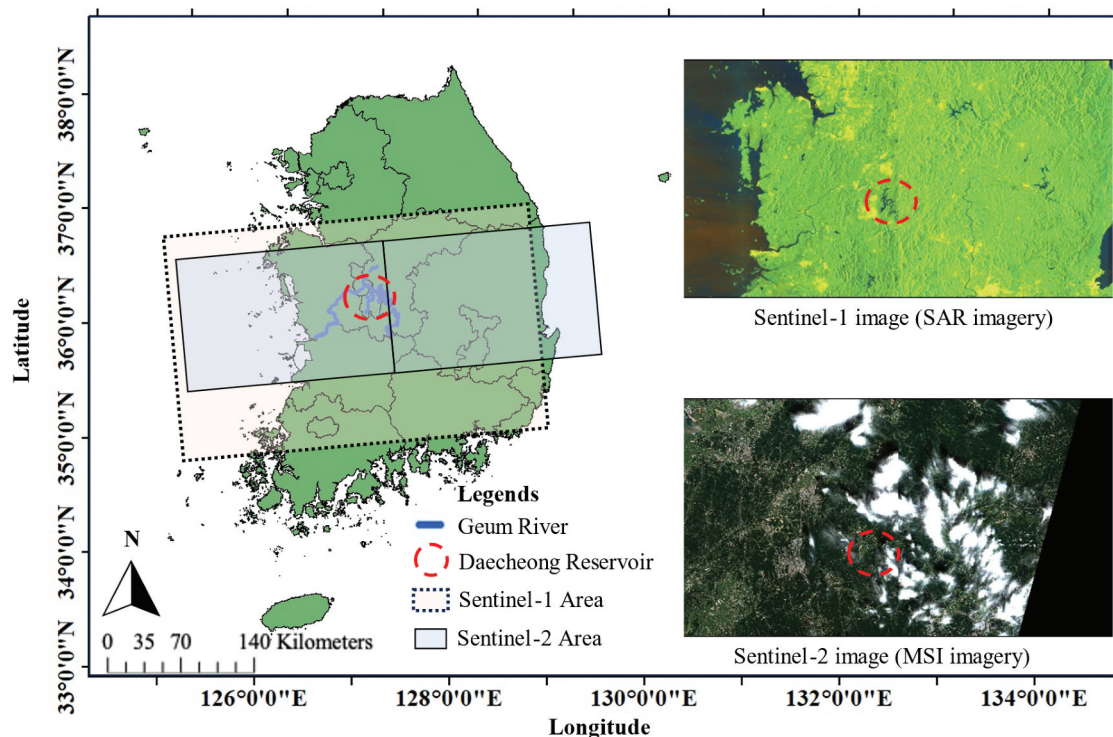 38°0'0"N
37°0'0"N
36°0'0"N
35°0'0"N
34°0'0"N
33°0'0"N
Latitude
Sentinel-1 image (SAR imagery)
Sentinel-2 image (MSI imagery)
Legends
Geum River
Daecheong Reservoir
Sentinel-1 Area
Sentinel-2 Area
N
0 35 70 140 Kilometers
126°0'0"E 128°0'0"E 130°0'0"E 132°0'0"E 134°0'0"E
Longitude